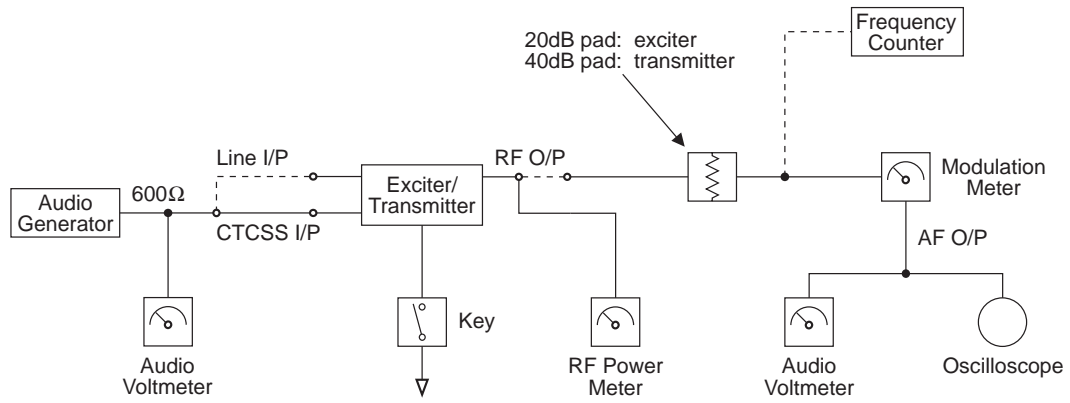 Frequency
Counter
20dB pad: exciter
40dB pad: transmitter
Line I/P
RF O/P
600Ω
Audio
Generator
Exciter/
Transmitter
Modulation
Meter
CTCSS I/P
AF O/P
Key
Audio
Voltmeter
RF Power
Meter
Audio
Voltmeter
Oscilloscope